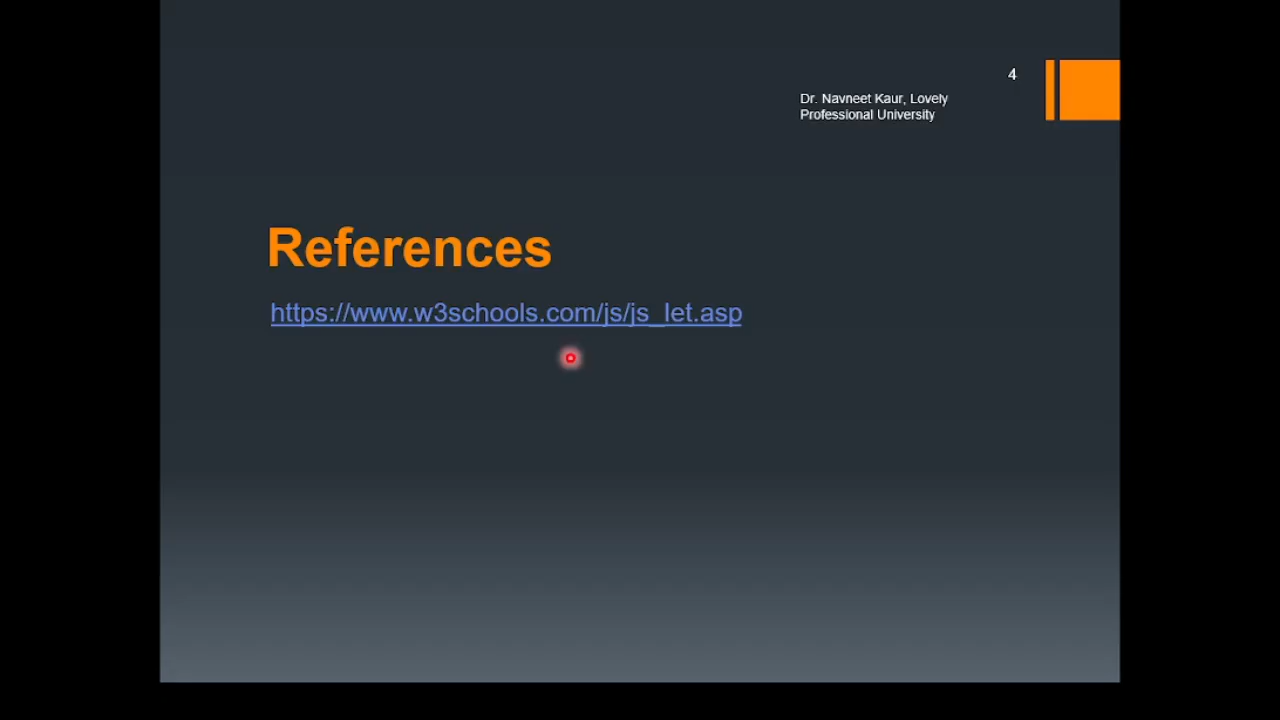 4
Dr. Navneet Kaur, Lovely
Professional University
References
https://www.w3schools.com/js/js_let.asp